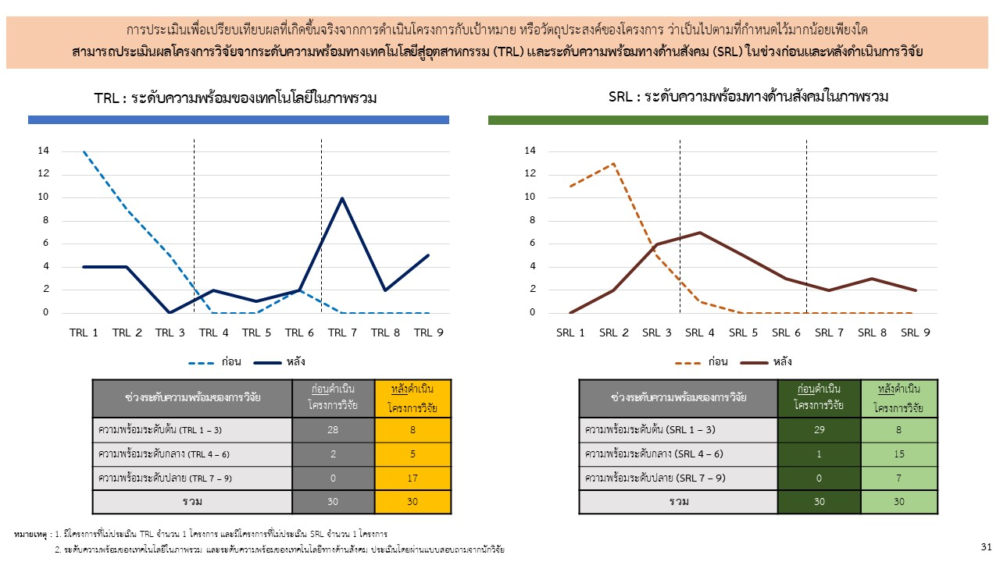 การประเมินเพื่อเปรียบเทียบผลที่เกิดขึ้นจริงจากการดำเนินโครงการกับเป้าหมาย หรือวัตถุประสงค์ของโครงการ ว่าเป็นไปตามที่กำหนดไว้มากน้อยเพียงใด
สามารถประเมินผลโครงการวิจัยจากระดับความพร้อมทางเทคโนโลยีสู่อุตสาหกรรม (TRL) และระดับความพร้อมทางด้านสังคม (SRL) ในช่วงก่อนและหลังดำเนินการวิจัย
TRL : ระดับความพร้อมของเทคโนโลยีในภาพรวม
14
12
10
8
6
4
2
0
TRL 1 TRL 2 TRL 3 TRL 4 TRL 5 TRL 6 TRL 7 TRL 8 TRL 9
ก่อน หลัง
ช่วงระดับความพร้อมของการวิจัย ก่อนดำเนิน หลังดำเนิน
โครงการวิจัย โครงการวิจัย
ความพร้อมระดับต้น (TRL 1 – 3) 28 8
ความพร้อมระดับกลาง (TRL 4 – 6) 2 5
ความพร้อมระดับปลาย (TRL 7 – 9) 0 17
รวม 30 30
SRL : ระดับความพร้อมทางด้านสังคมในภาพรวม
14
12
10
8
6
4
2
0
SRL 1 SRL 2 SRL 3 SRL 4 SRL 5 SRL 6 SRL 7 SRL 8 SRL 9
ก่อน หลัง
ช่วงระดับความพร้อมของการวิจัย ก่อนดำเนิน หลังดำเนิน
โครงการวิจัย โครงการวิจัย
ความพร้อมระดับต้น (SRL 1 – 3) 29 8
ความพร้อมระดับกลาง (SRL 4 – 6) 1 15
ความพร้อมระดับปลาย (SRL 7 – 9) 0 7
รวม 30 30
หมายเหตุ : 1. มีโครงการที่ไม่ประเมิน TRL จำนวน 1 โครงการ และมีโครงการที่ไม่ประเมิน SRL จำนวน 1 โครงการ
2. ระดับความพร้อมของเทคโนโลยีในภาพรวม และระดับความพร้อมของเทคโนโลยีทางด้านสังคม ประเมินโดยผ่านแบบสอบถามจากนักวิจัย
31